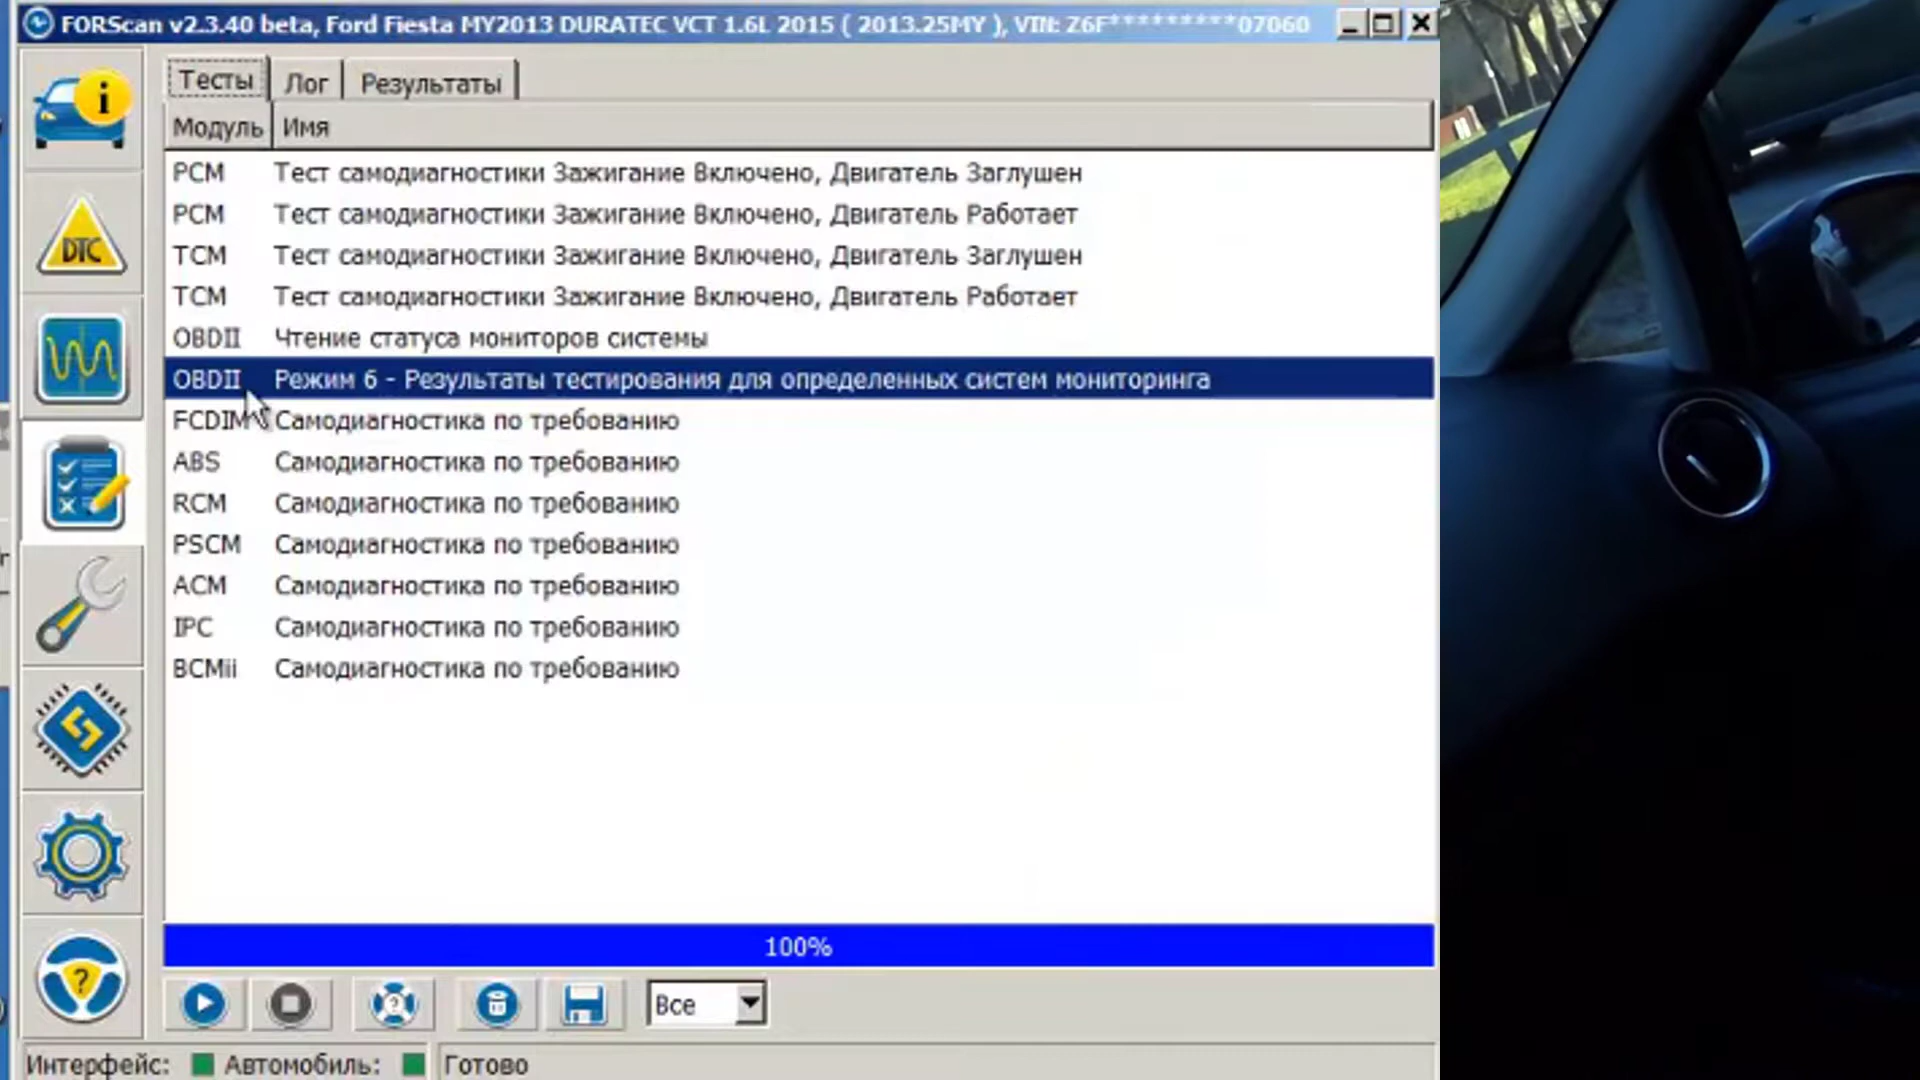 FORScan v2.3.40 beta, Ford Fiesta MY2013 DURATEC VCT 1.6L 2015 ( 2013.25MY ), VIN: Z6F*********07060
Тесты Лог Результаты
Модуль Имя
PCM Тест самодиагностики Зажигание Включено, Двигатель Заглушен
PCM Тест самодиагностики Зажигание Включено, Двигатель Работает
TCM Тест самодиагностики Зажигание Включено, Двигатель Заглушен
TCM Тест самодиагностики Зажигание Включено, Двигатель Работает
OBDII Чтение статуса мониторов системы
OBDII Режим 6 - Результаты тестирования для определенных систем мониторинга
FCDIM Самодиагностика по требованию
ABS Самодиагностика по требованию
RCM Самодиагностика по требованию
PSCM Самодиагностика по требованию
ACM Самодиагностика по требованию
IPC Самодиагностика по требованию
BCMii Самодиагностика по требованию
i
DTC
?
100%
?
Все
Интерфейс: Автомобиль: Готово